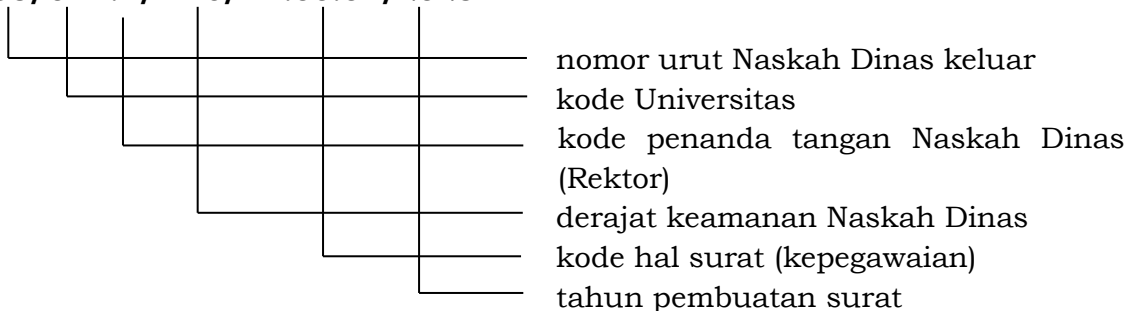 nomor urut Naskah Dinas keluar
kode Universitas
kode penanda tangan Naskah Dinas
(Rektor)
derajat keamanan Naskah Dinas
kode hal surat (kepegawaian)
tahun pembuatan surat